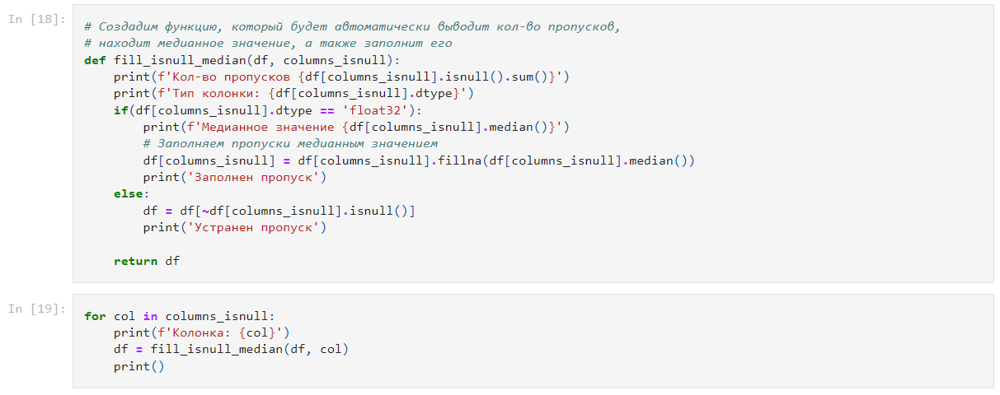 In [18]:
# Создадим функцию, который будет автоматически выводит кол-во пропусков,
# находит медианное значение, а также заполнит его
def fill_isnull_median(df, columns_isnull):
    print(f'Кол-во пропусков {df[columns_isnull].isnull().sum()}')
    print(f'Тип колонки: {df[columns_isnull].dtype}')
    if(df[columns_isnull].dtype == 'float32'):
        print(f'Медианное значение {df[columns_isnull].median()}')
        # Заполняем пропуски медианным значением
        df[columns_isnull] = df[columns_isnull].fillna(df[columns_isnull].median())
        print('Заполнен пропуск')
    else:
        df = df[~df[columns_isnull].isnull()]
        print('Устранен пропуск')
    return df
In [19]:
for col in columns_isnull:
    print(f'Колонка: {col}')
    df = fill_isnull_median(df, col)
    print()